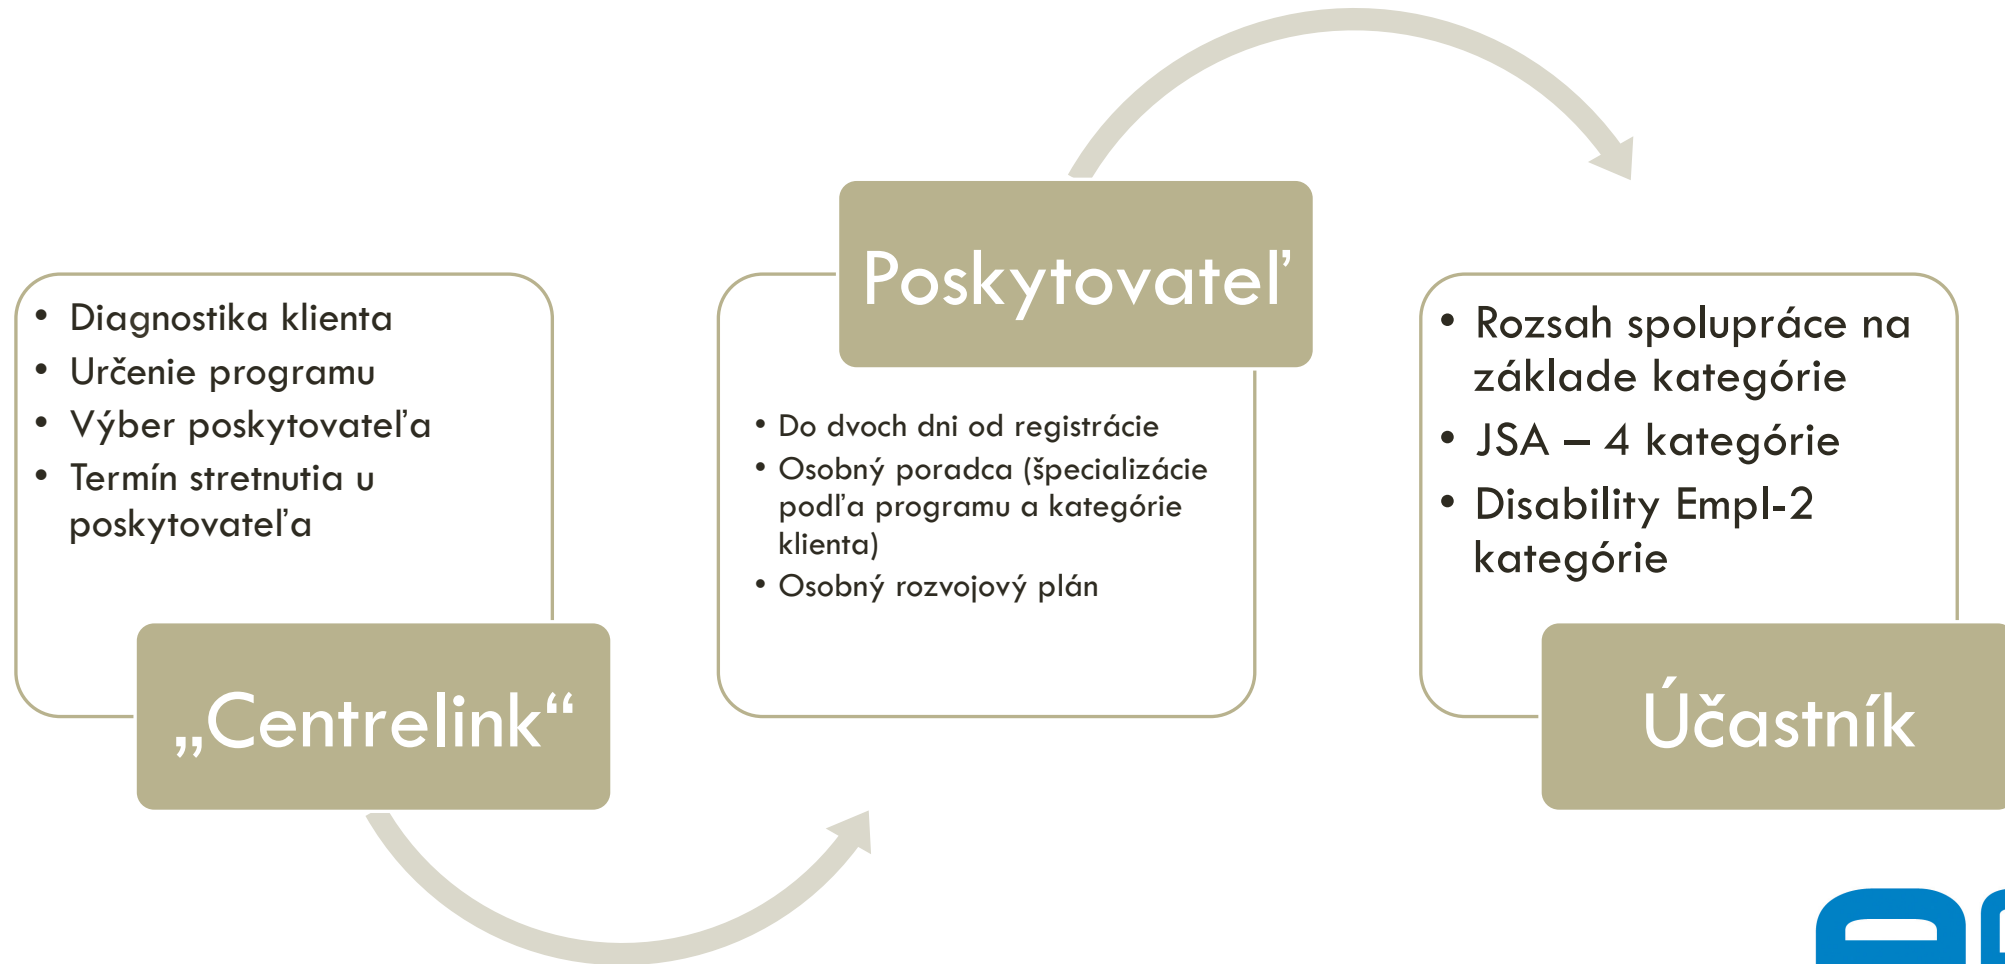 • Diagnostika klienta
• Určenie programu
• Výber poskytovateľa
• Termín stretnutia u
poskytovateľa
„Centrelink“
Poskytovateľ
• Do dvoch dni od registrácie
• Osobný poradca (špecializácie
podľa programu a kategórie
klienta)
• Osobný rozvojový plán
• Rozsah spolupráce na
základe kategórie
• JSA – 4 kategórie
• Disability Empl-2
kategórie
Účastník